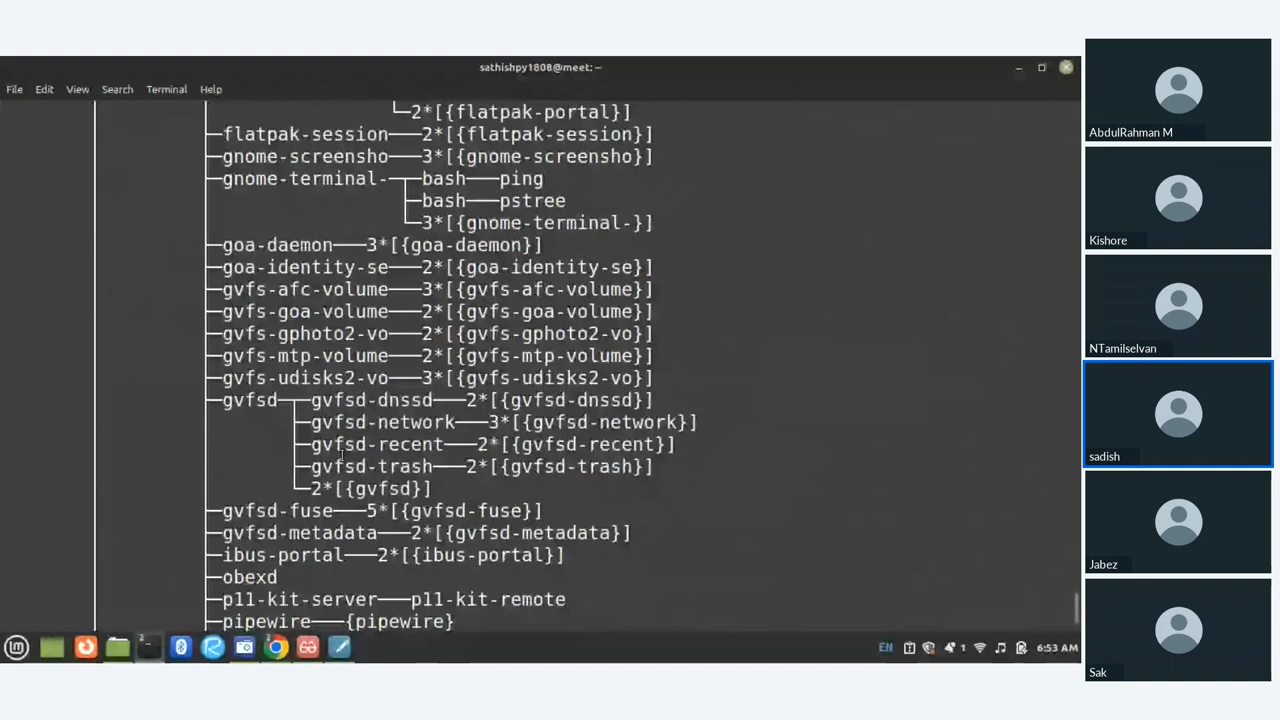 sathishpy1808@meet: ~
File Edit View Search Terminal Help
└─2*[{flatpak-portal}]
├─flatpak-session───2*[{flatpak-session}]
├─gnome-screensho───3*[{gnome-screensho}]
├─gnome-terminal-─┬─bash───ping
├─bash───pstree
└─3*[{gnome-terminal-}]
├─goa-daemon───3*[{goa-daemon}]
├─goa-identity-se───2*[{goa-identity-se}]
├─gvfs-afc-volume───3*[{gvfs-afc-volume}]
├─gvfs-goa-volume───2*[{gvfs-goa-volume}]
├─gvfs-gphoto2-vo───2*[{gvfs-gphoto2-vo}]
├─gvfs-mtp-volume───2*[{gvfs-mtp-volume}]
├─gvfs-udisks2-vo───3*[{gvfs-udisks2-vo}]
├─gvfsd─┬─gvfsd-dnssd───2*[{gvfsd-dnssd}]
├─gvfsd-network───3*[{gvfsd-network}]
├─gvfsd-recent───2*[{gvfsd-recent}]
├─gvfsd-trash───2*[{gvfsd-trash}]
└─2*[{gvfsd}]
├─gvfsd-fuse───5*[{gvfsd-fuse}]
├─gvfsd-metadata───2*[{gvfsd-metadata}]
├─ibus-portal───2*[{ibus-portal}]
├─obexd
├─p11-kit-server───p11-kit-remote
├─pipewire───{pipewire}
EN 1 6:53 AM
AbdulRahman M
Kishore
NTamilselvan
sadish
Jabez
Sak